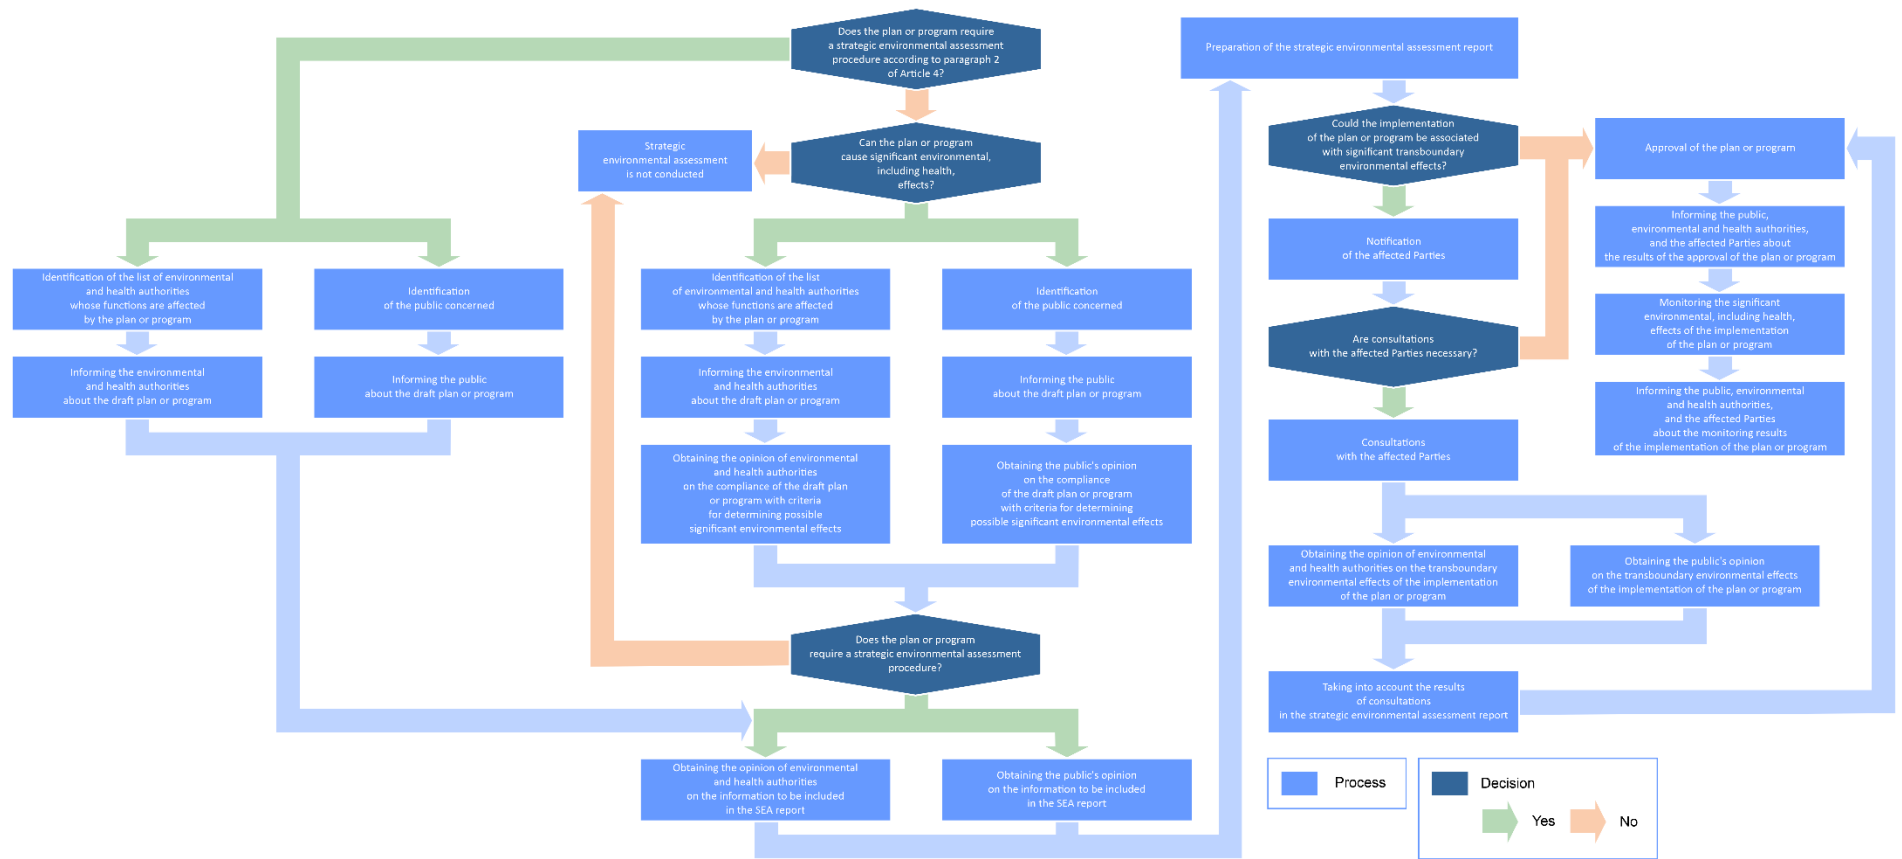 Does the plan or program require
a strategic environmental assessment
procedure according to paragraph 2
of Article 4?
Can the plan or program
cause significant environmental,
including health,
effects?
Strategic
environmental assessment
is not conducted
Identification of the list of environmental
and health authorities
whose functions are affected
by the plan or program
Identification
of the public concerned
Identification of the list
of environmental and health authorities
whose functions are affected
by the plan or program
Identification
of the public concerned
Informing the environmental
and health authorities
about the draft plan or program
Informing the public
about the draft plan or program
Informing the environmental
and health authorities
about the draft plan or program
Informing the public
about the draft plan or program
Obtaining the opinion of environmental
and health authorities
on the compliance of the draft plan
or program with criteria
for determining possible
significant environmental effects
Obtaining the public's opinion
on the compliance
of the draft plan or program
with criteria for determining
possible significant environmental effects
Does the plan or program
require a strategic environmental assessment
procedure?
Obtaining the opinion of environmental
and health authorities
on the information to be included
in the SEA report
Obtaining the public's opinion
on the information to be included
in the SEA report
Preparation of the strategic environmental assessment report
Could the implementation
of the plan or program be associated
with significant transboundary
environmental effects?
Notification
of the affected Parties
Are consultations
with the affected Parties necessary?
Consultations
with the affected Parties
Obtaining the opinion of environmental
and health authorities on the transboundary
environmental effects of the implementation
of the plan or program
Obtaining the public's opinion
on the transboundary environmental effects
of the implementation of the plan or program
Taking into account the results
of consultations
in the strategic environmental assessment report
Approval of the plan or program
Informing the public,
environmental and health authorities,
and the affected Parties about
the results of the approval of the plan or program
Monitoring the significant
environmental, including health,
effects of the implementation
of the plan or program
Informing the public, environmental
and health authorities,
and the affected Parties
about the monitoring results
of the implementation of the plan or program
Process
Decision
Yes
No